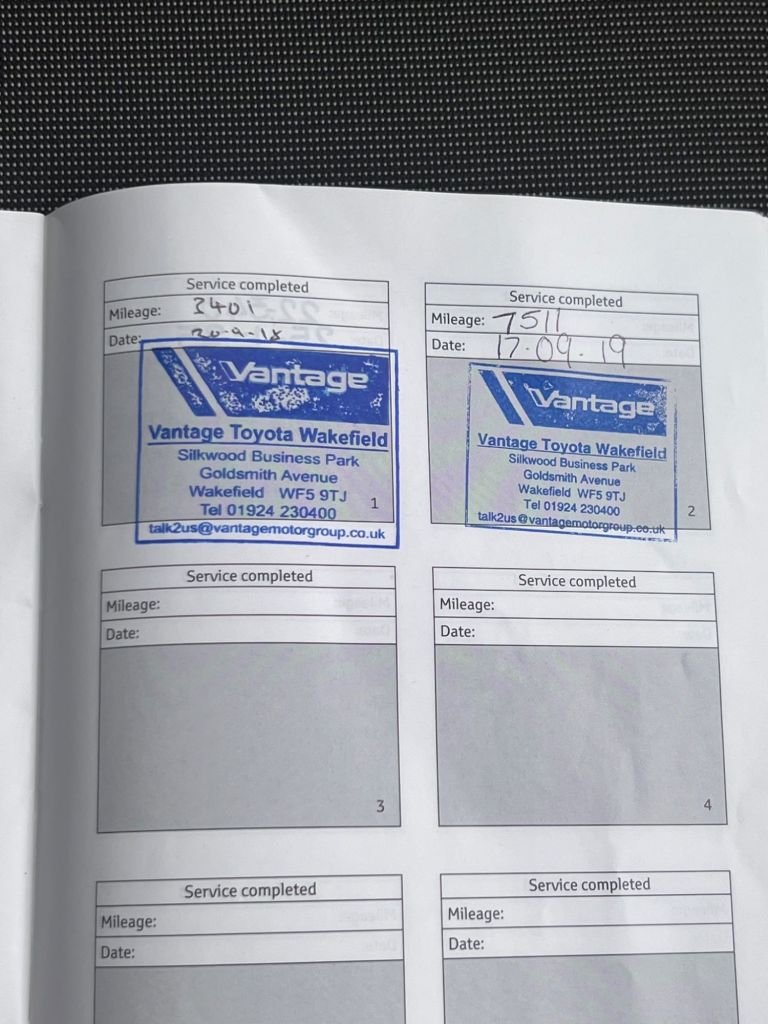 Service completed
Mileage: 3401
Date: 20-9-18
Vantage
Vantage Toyota Wakefield
Silkwood Business Park
Goldsmith Avenue
Wakefield WF5 9TJ
Tel 01924 230400
talk2us@vantagemotorgroup.co.uk
1
Service completed
Mileage: 7511
Date: 17.09.19
Vantage
Vantage Toyota Wakefield
Silkwood Business Park
Goldsmith Avenue
Wakefield WF5 9TJ
Tel 01924 230400
talk2us@vantagemotorgroup.co.uk
2
Service completed
Mileage:
Date:
3
Service completed
Mileage:
Date:
4
Service completed
Mileage:
Date:
Service completed
Mileage:
Date: